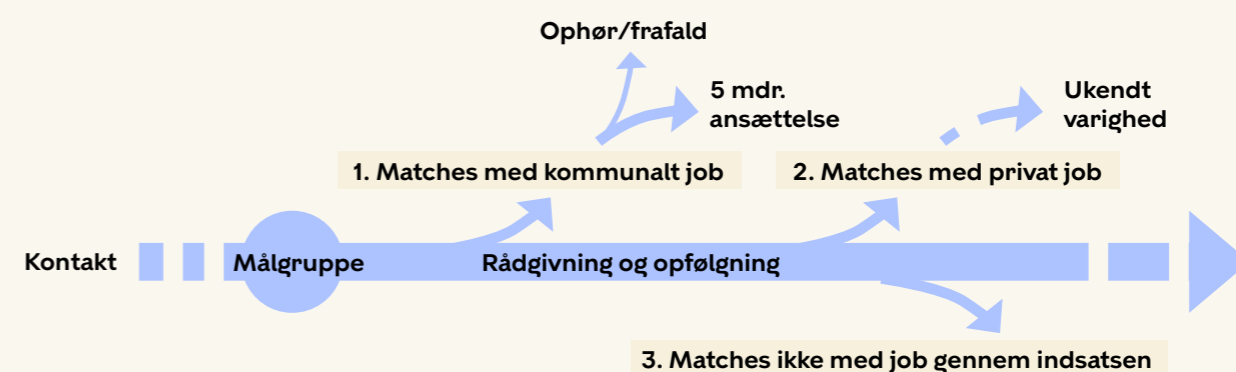 Ophør/frafald
5 mdr.
ansættelse
Ukendt
varighed
1. Matches med kommunalt job
2. Matches med privat job
Kontakt
Målgruppe
Rådgivning og opfølgning
3. Matches ikke med job gennem indsatsen